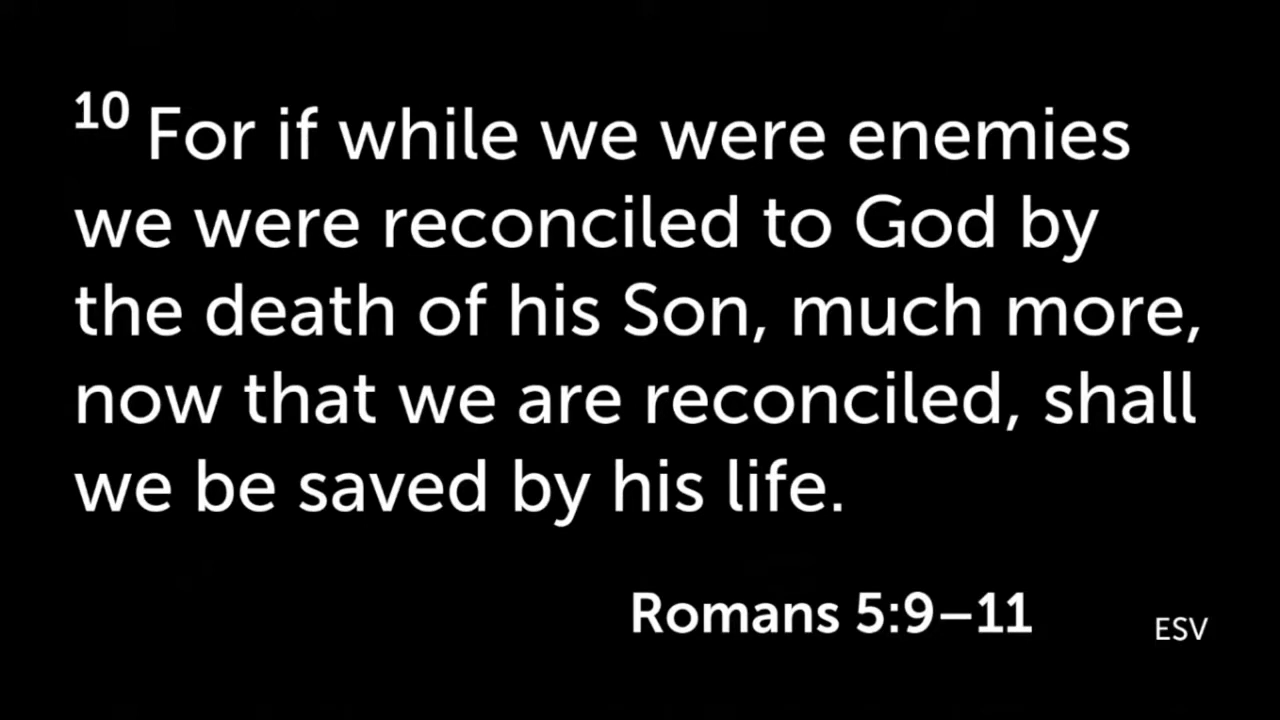 10 For if while we were enemies
we were reconciled to God by
the death of his Son, much more,
now that we are reconciled, shall
we be saved by his life.
Romans 5:9–11
ESV